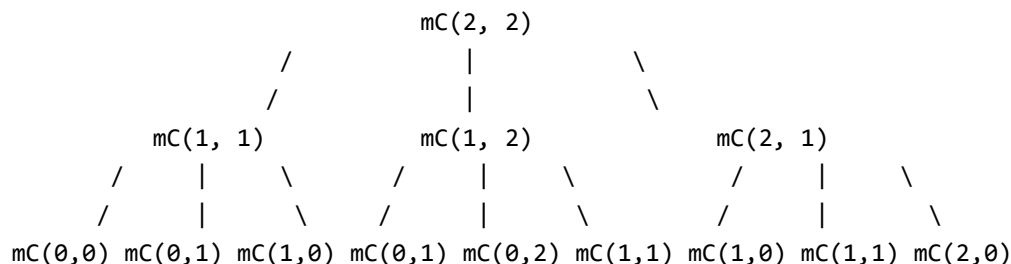 mC(2, 2)
/ | \
/ | \
mC(1, 1) mC(1, 2) mC(2, 1)
/ | \ / | \ / | \
/ | \ / | \ / | \
mC(0,0) mC(0,1) mC(1,0) mC(0,1) mC(0,2) mC(1,1) mC(1,0) mC(1,1) mC(2,0)